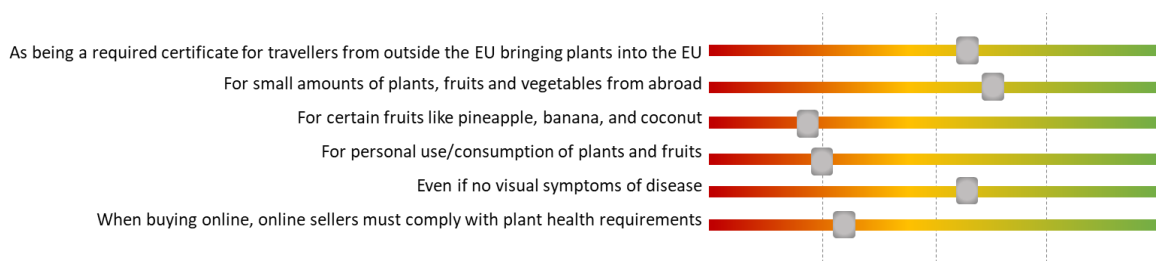 As being a required certificate for travellers from outside the EU bringing plants into the EU
For small amounts of plants, fruits and vegetables from abroad
For certain fruits like pineapple, banana, and coconut
For personal use/consumption of plants and fruits
Even if no visual symptoms of disease
When buying online, online sellers must comply with plant health requirements